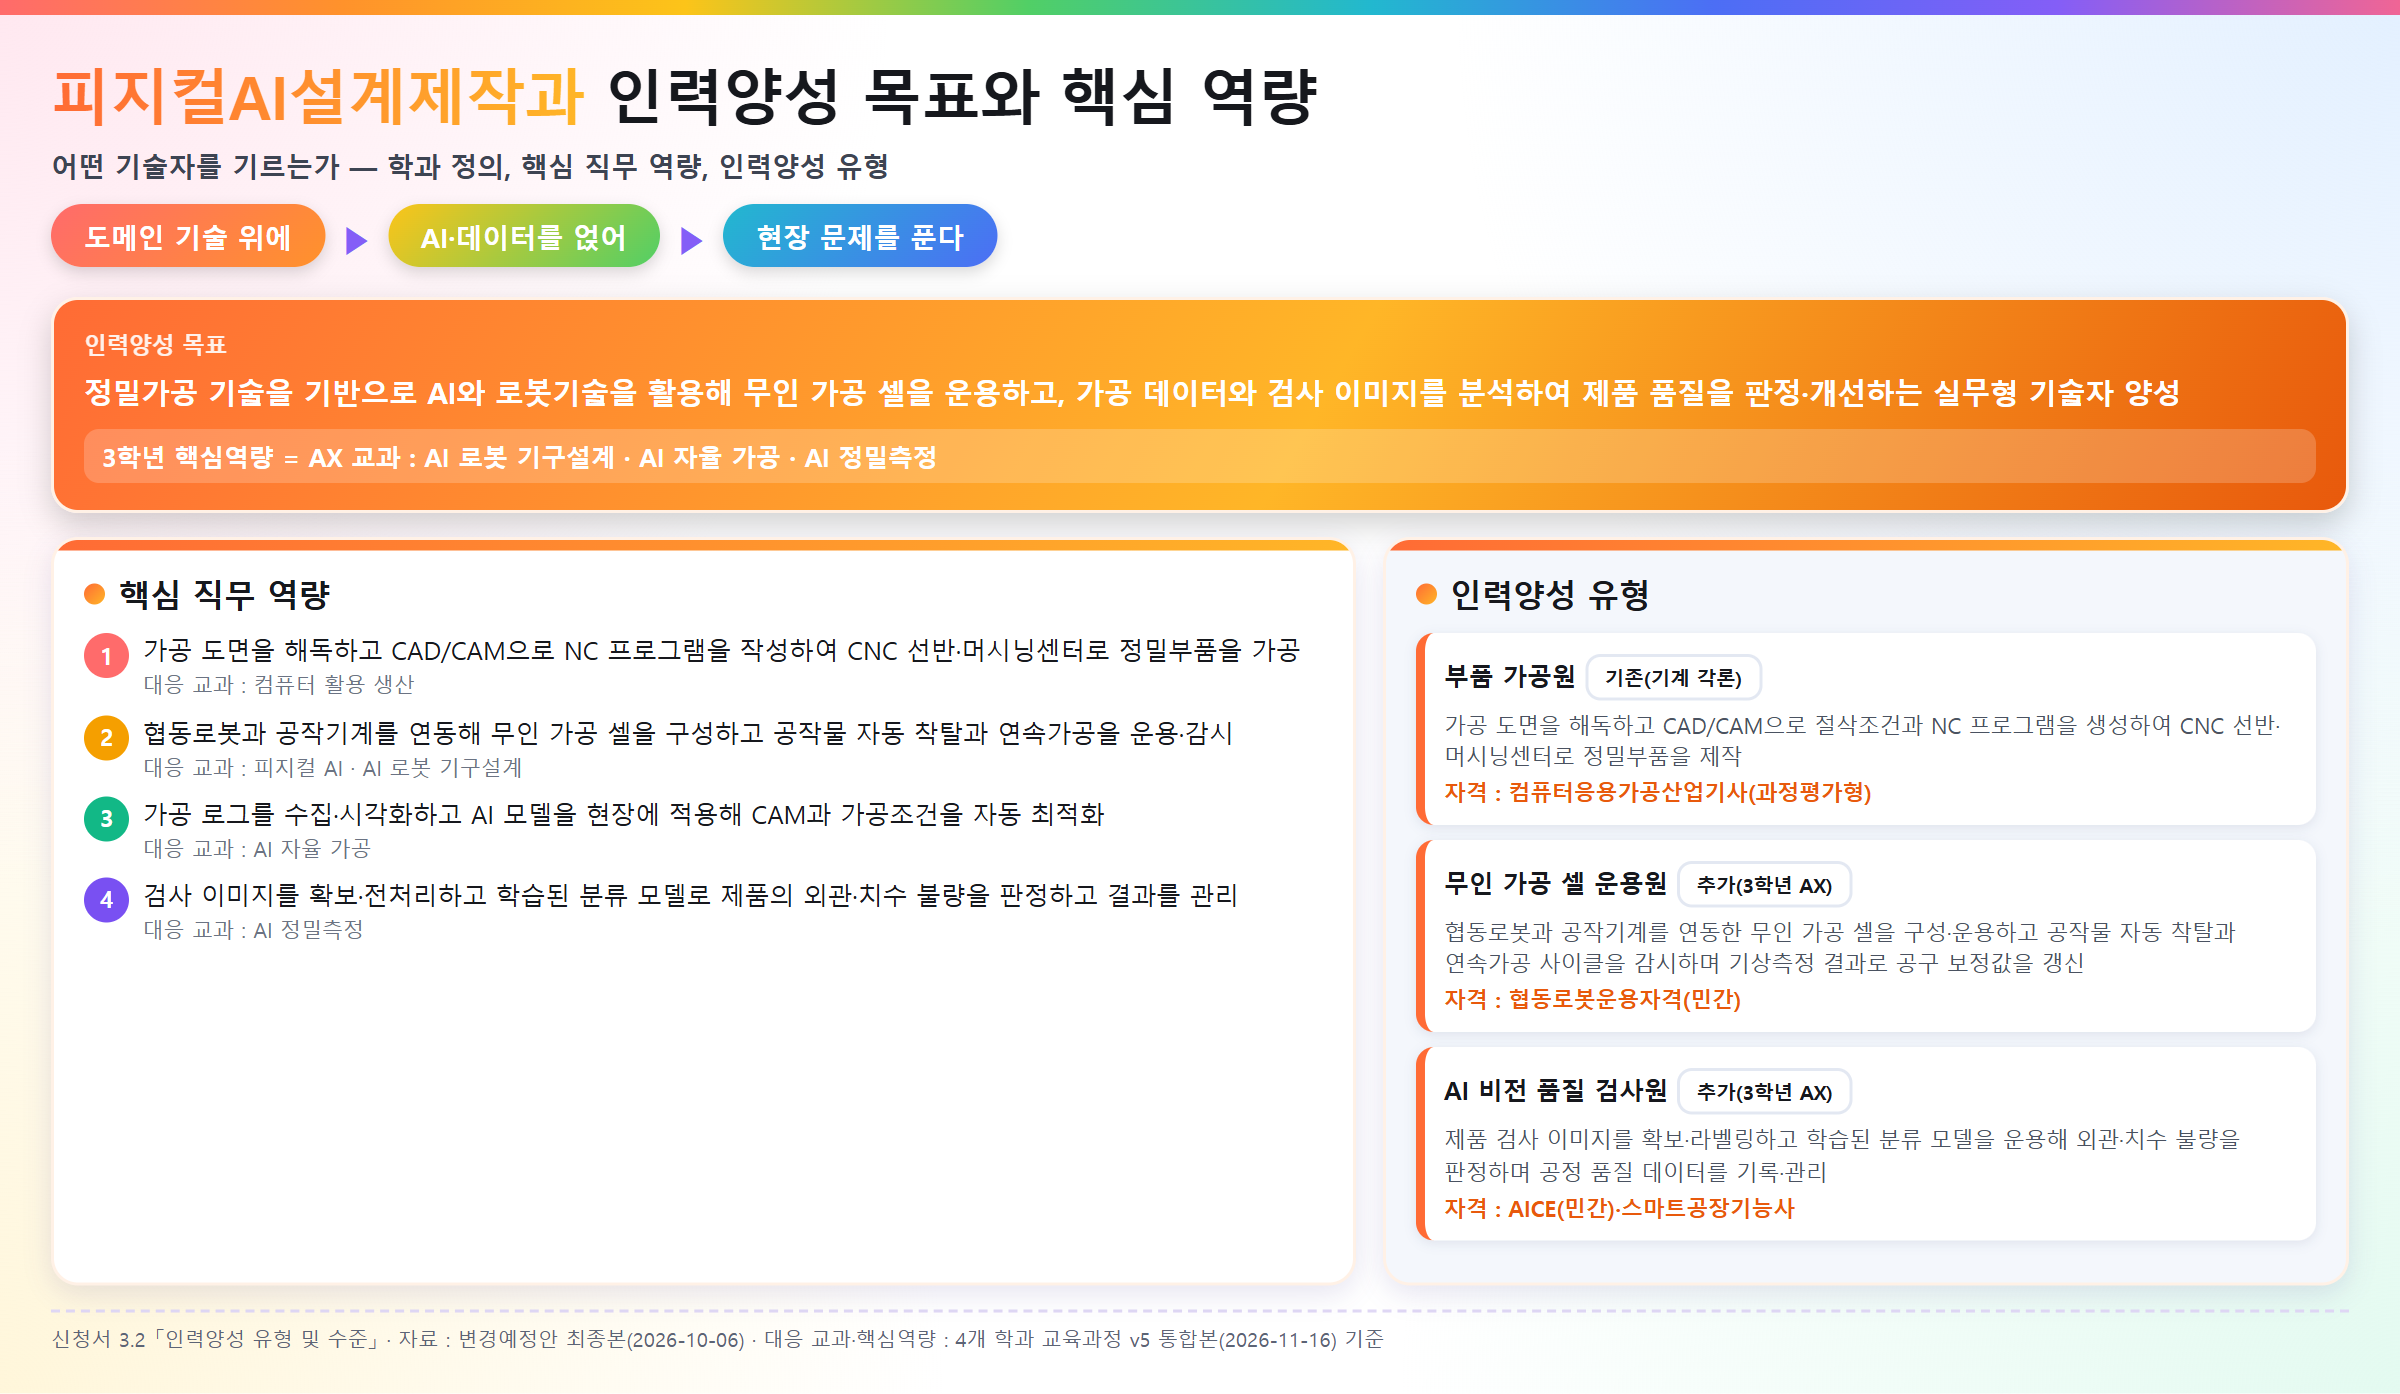 피지컬AI설계제작과 인력양성 목표와 핵심 역량
어떤 기술자를 기르는가 — 학과 정의, 핵심 직무 역량, 인력양성 유형
도메인 기술 위에 ▶ AI·데이터를 얹어 ▶ 현장 문제를 푼다
인력양성 목표
정밀가공 기술을 기반으로 AI와 로봇기술을 활용해 무인 가공 셀을 운용하고, 가공 데이터와 검사 이미지를 분석하여 제품 품질을 판정·개선하는 실무형 기술자 양성
3학년 핵심역량 = AX 교과 : AI 로봇 기구설계 · AI 자율 가공 · AI 정밀측정
핵심 직무 역량
1 가공 도면을 해독하고 CAD/CAM으로 NC 프로그램을 작성하여 CNC 선반·머시닝센터로 정밀부품을 가공
대응 교과 : 컴퓨터 활용 생산
2 협동로봇과 공작기계를 연동해 무인 가공 셀을 구성하고 공작물 자동 착탈과 연속가공을 운용·감시
대응 교과 : 피지컬 AI · AI 로봇 기구설계
3 가공 로그를 수집·시각화하고 AI 모델을 현장에 적용해 CAM과 가공조건을 자동 최적화
대응 교과 : AI 자율 가공
4 검사 이미지를 확보·전처리하고 학습된 분류 모델로 제품의 외관·치수 불량을 판정하고 결과를 관리
대응 교과 : AI 정밀측정
인력양성 유형
부품 가공원 기존(기계 각론)
가공 도면을 해독하고 CAD/CAM으로 절삭조건과 NC 프로그램을 생성하여 CNC 선반·
머시닝센터로 정밀부품을 제작
자격 : 컴퓨터응용가공산업기사(과정평가형)
무인 가공 셀 운용원 추가(3학년 AX)
협동로봇과 공작기계를 연동한 무인 가공 셀을 구성·운용하고 공작물 자동 착탈과
연속가공 사이클을 감시하며 기상측정 결과로 공구 보정값을 갱신
자격 : 협동로봇운용자격(민간)
AI 비전 품질 검사원 추가(3학년 AX)
제품 검사 이미지를 확보·라벨링하고 학습된 분류 모델을 운용해 외관·치수 불량을
판정하며 공정 품질 데이터를 기록·관리
자격 : AICE(민간)·스마트공장기능사
신청서 3.2「인력양성 유형 및 수준」· 자료 : 변경예정안 최종본(2026-10-06) · 대응 교과·핵심역량 : 4개 학과 교육과정 v5 통합본(2026-11-16) 기준